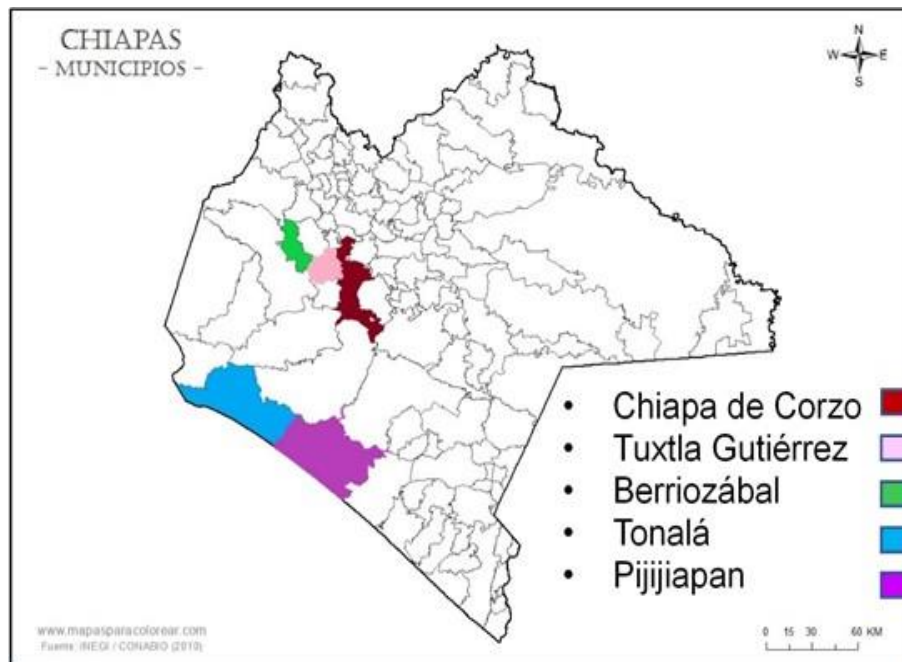 CHIAPAS
- MUNICIPIOS -
N
W E
S
• Chiapa de Corzo
• Tuxtla Gutiérrez
• Berriozábal
• Tonalá
• Pijijiapan
www.mapasparacolorear.com
Fuente: INEGI / CONABIO (2010)
0 15 30 60 KM